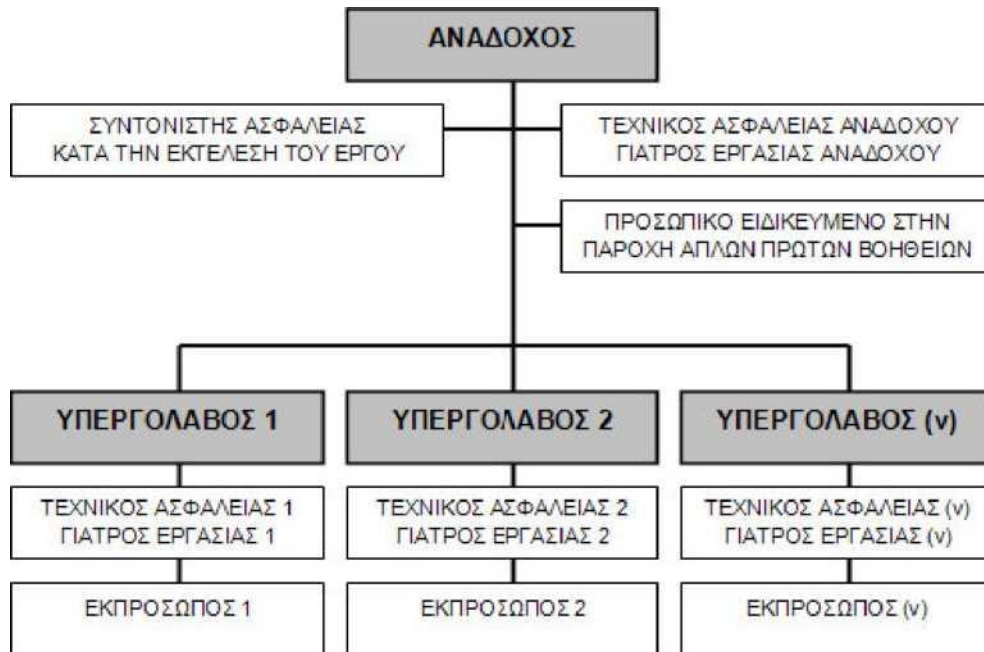 ΑΝΑΔΟΧΟΣ
ΣΥΝΤΟΝΙΣΤΗΣ ΑΣΦΑΛΕΙΑΣ
ΚΑΤΑ ΤΗΝ ΕΚΤΕΛΕΣΗ ΤΟΥ ΕΡΓΟΥ
ΤΕΧΝΙΚΟΣ ΑΣΦΑΛΕΙΑΣ ΑΝΑΔΟΧΟΥ
ΓΙΑΤΡΟΣ ΕΡΓΑΣΙΑΣ ΑΝΑΔΟΧΟΥ
ΠΡΟΣΩΠΙΚΟ ΕΙΔΙΚΕΥΜΕΝΟ ΣΤΗΝ
ΠΑΡΟΧΗ ΑΠΛΩΝ ΠΡΩΤΩΝ ΒΟΗΘΕΙΩΝ
ΥΠΕΡΓΟΛΑΒΟΣ 1
ΤΕΧΝΙΚΟΣ ΑΣΦΑΛΕΙΑΣ 1
ΓΙΑΤΡΟΣ ΕΡΓΑΣΙΑΣ 1
ΕΚΠΡΟΣΩΠΟΣ 1
ΥΠΕΡΓΟΛΑΒΟΣ 2
ΤΕΧΝΙΚΟΣ ΑΣΦΑΛΕΙΑΣ 2
ΓΙΑΤΡΟΣ ΕΡΓΑΣΙΑΣ 2
ΕΚΠΡΟΣΩΠΟΣ 2
ΥΠΕΡΓΟΛΑΒΟΣ (ν)
ΤΕΧΝΙΚΟΣ ΑΣΦΑΛΕΙΑΣ (ν)
ΓΙΑΤΡΟΣ ΕΡΓΑΣΙΑΣ (ν)
ΕΚΠΡΟΣΩΠΟΣ (ν)